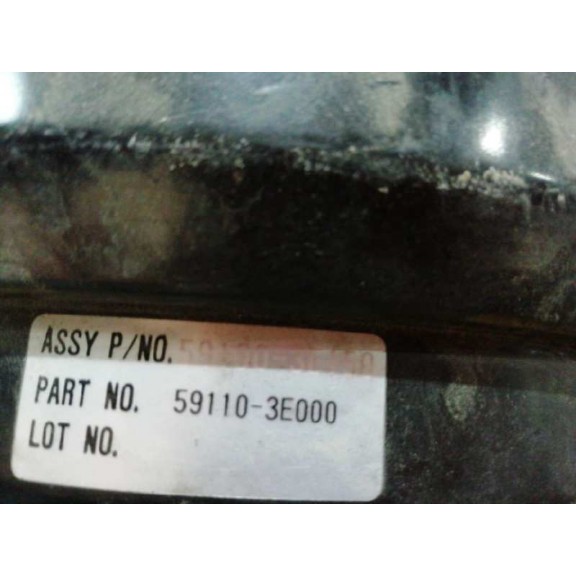 ASSY P/NO.
PART NO. 59110-3E000
LOT NO.